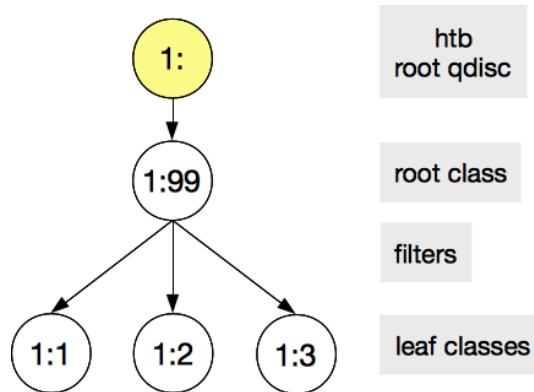 1:
htb
root qdisc
1:99
root class
filters
1:1
1:2
1:3
leaf classes